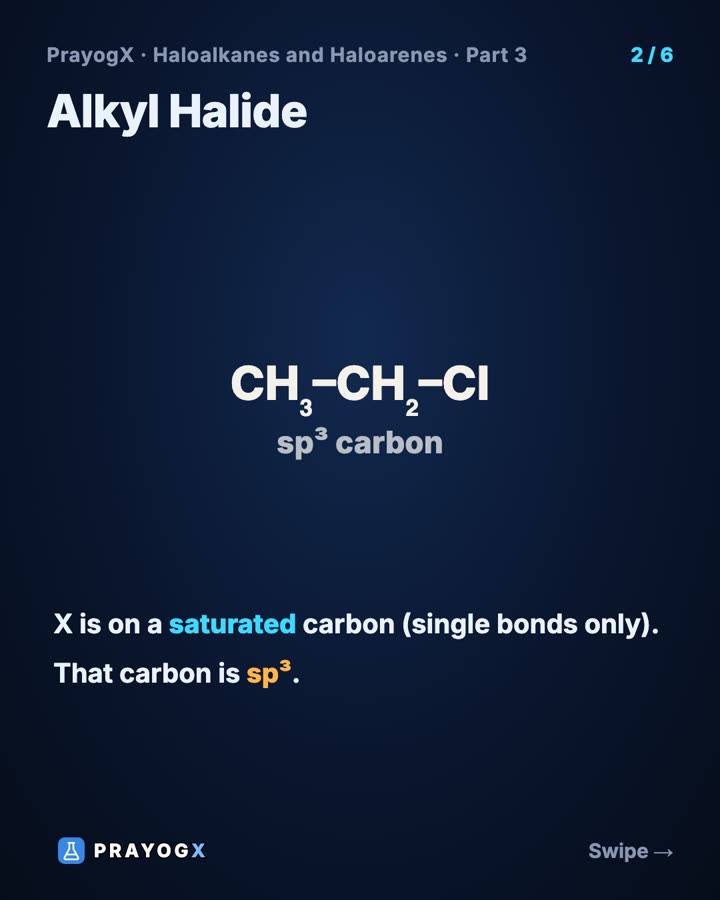 PrayogX · Haloalkanes and Haloarenes · Part 3
2 / 6
Alkyl Halide
CH₃–CH₂–Cl
sp³ carbon
X is on a saturated carbon (single bonds only).
That carbon is sp³.
PRAYOGX
Swipe →